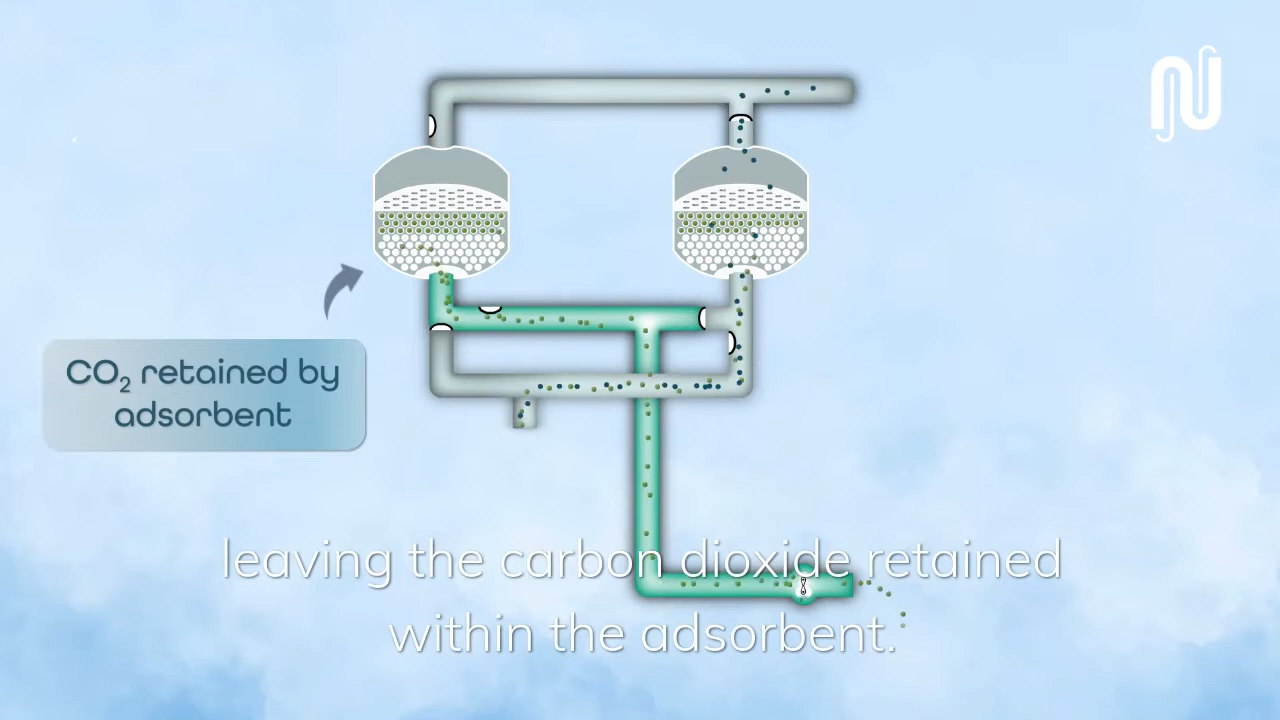 CO₂ retained by
adsorbent
leaving the carbon dioxide retained
within the adsorbent.